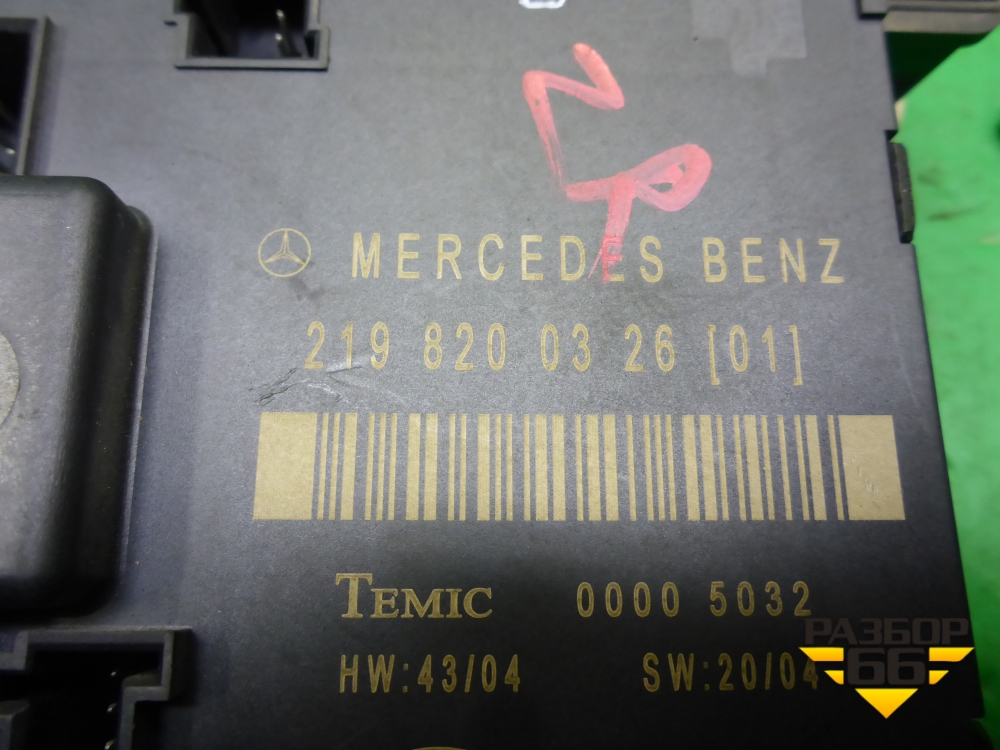 MERCEDES BENZ
219 820 03 26 [01]
TEMIC 0000 5032
HW:43/04 SW:20/04
РАЗБОР
66